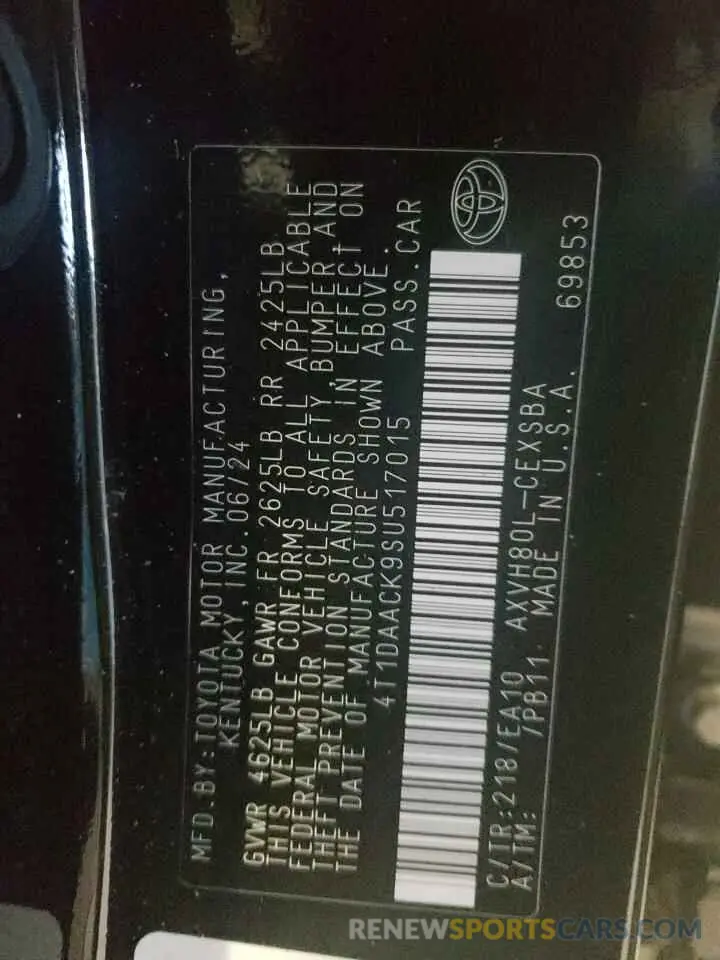 MFD.BY:TOYOTA MOTOR MANUFACTURING,
KENTUCKY, INC.06/24
GVWR 4625LB GAWR FR 2625LB RR 2425LB
THIS VEHICLE CONFORMS TO ALL APPLICABLE
FEDERAL MOTOR VEHICLE SAFETY, BUMPER, AND
THEFT PREVENTION STANDARDS IN EFFECT ON
THE DATE OF MANUFACTURE SHOWN ABOVE.
4T1DAACK9SU517015 PASS.CAR
C/TR:218/EA10 AXVH80L-CEXSBA
A/TM: /PB11 MADE IN U.S.A. 69853
RENEWSPORTSCARS.COM